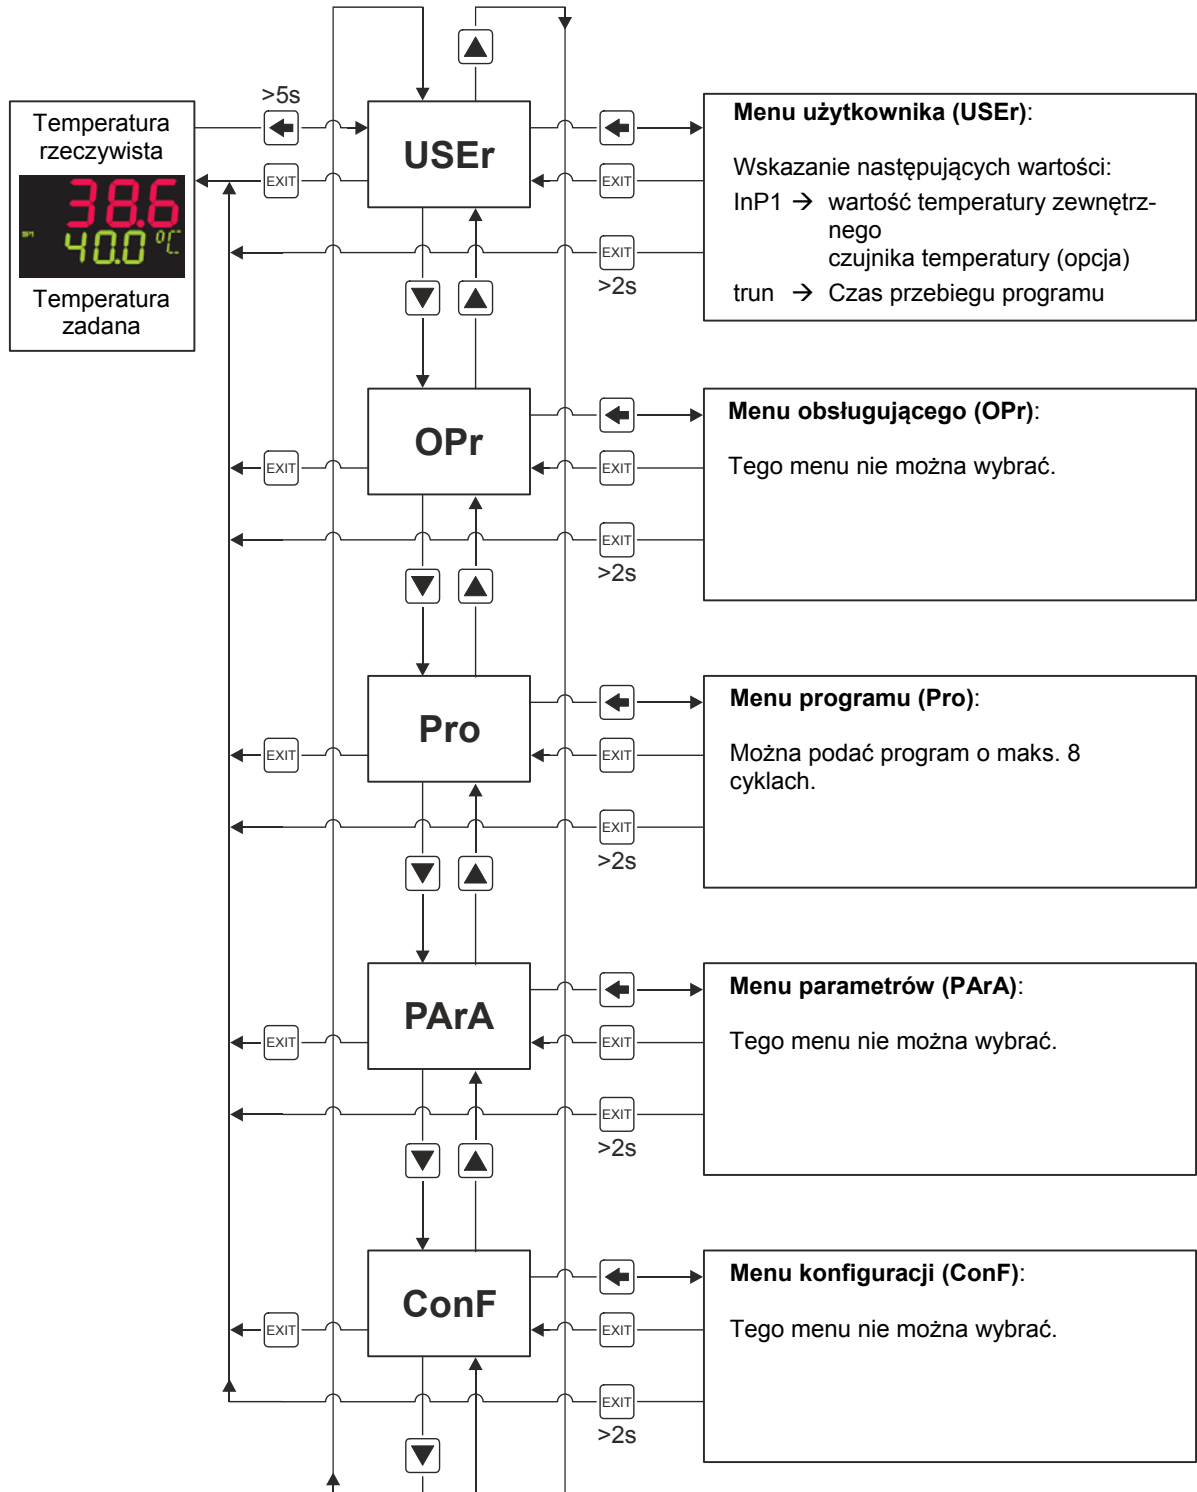 >5s
Temperatura
rzeczywista
38.6
SP1 40.0 °C
Temperatura
zadana
EXIT
USEr
EXIT
EXIT
>2s
Menu użytkownika (USEr):
Wskazanie następujących wartości:
InP1 → wartość temperatury zewnętrz-
nego
czujnika temperatury (opcja)
trun → Czas przebiegu programu
EXIT
OPr
EXIT
EXIT
>2s
Menu obsługującego (OPr):
Tego menu nie można wybrać.
EXIT
Pro
EXIT
EXIT
>2s
Menu programu (Pro):
Można podać program o maks. 8
cyklach.
EXIT
PArA
EXIT
EXIT
>2s
Menu parametrów (PArA):
Tego menu nie można wybrać.
EXIT
ConF
EXIT
EXIT
>2s
Menu konfiguracji (ConF):
Tego menu nie można wybrać.